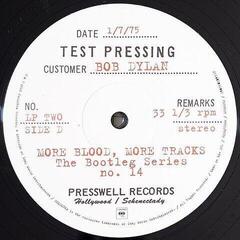 DATE 1/7/75
TEST PRESSING
CUSTOMER BOB DYLAN
NO. REMARKS
LP TWO 33 1/3 rpm
SIDE D stereo
MORE BLOOD, MORE TRACKS
The Bootleg Series
no. 14
PRESSWELL RECORDS
Hollywood / Schenectady